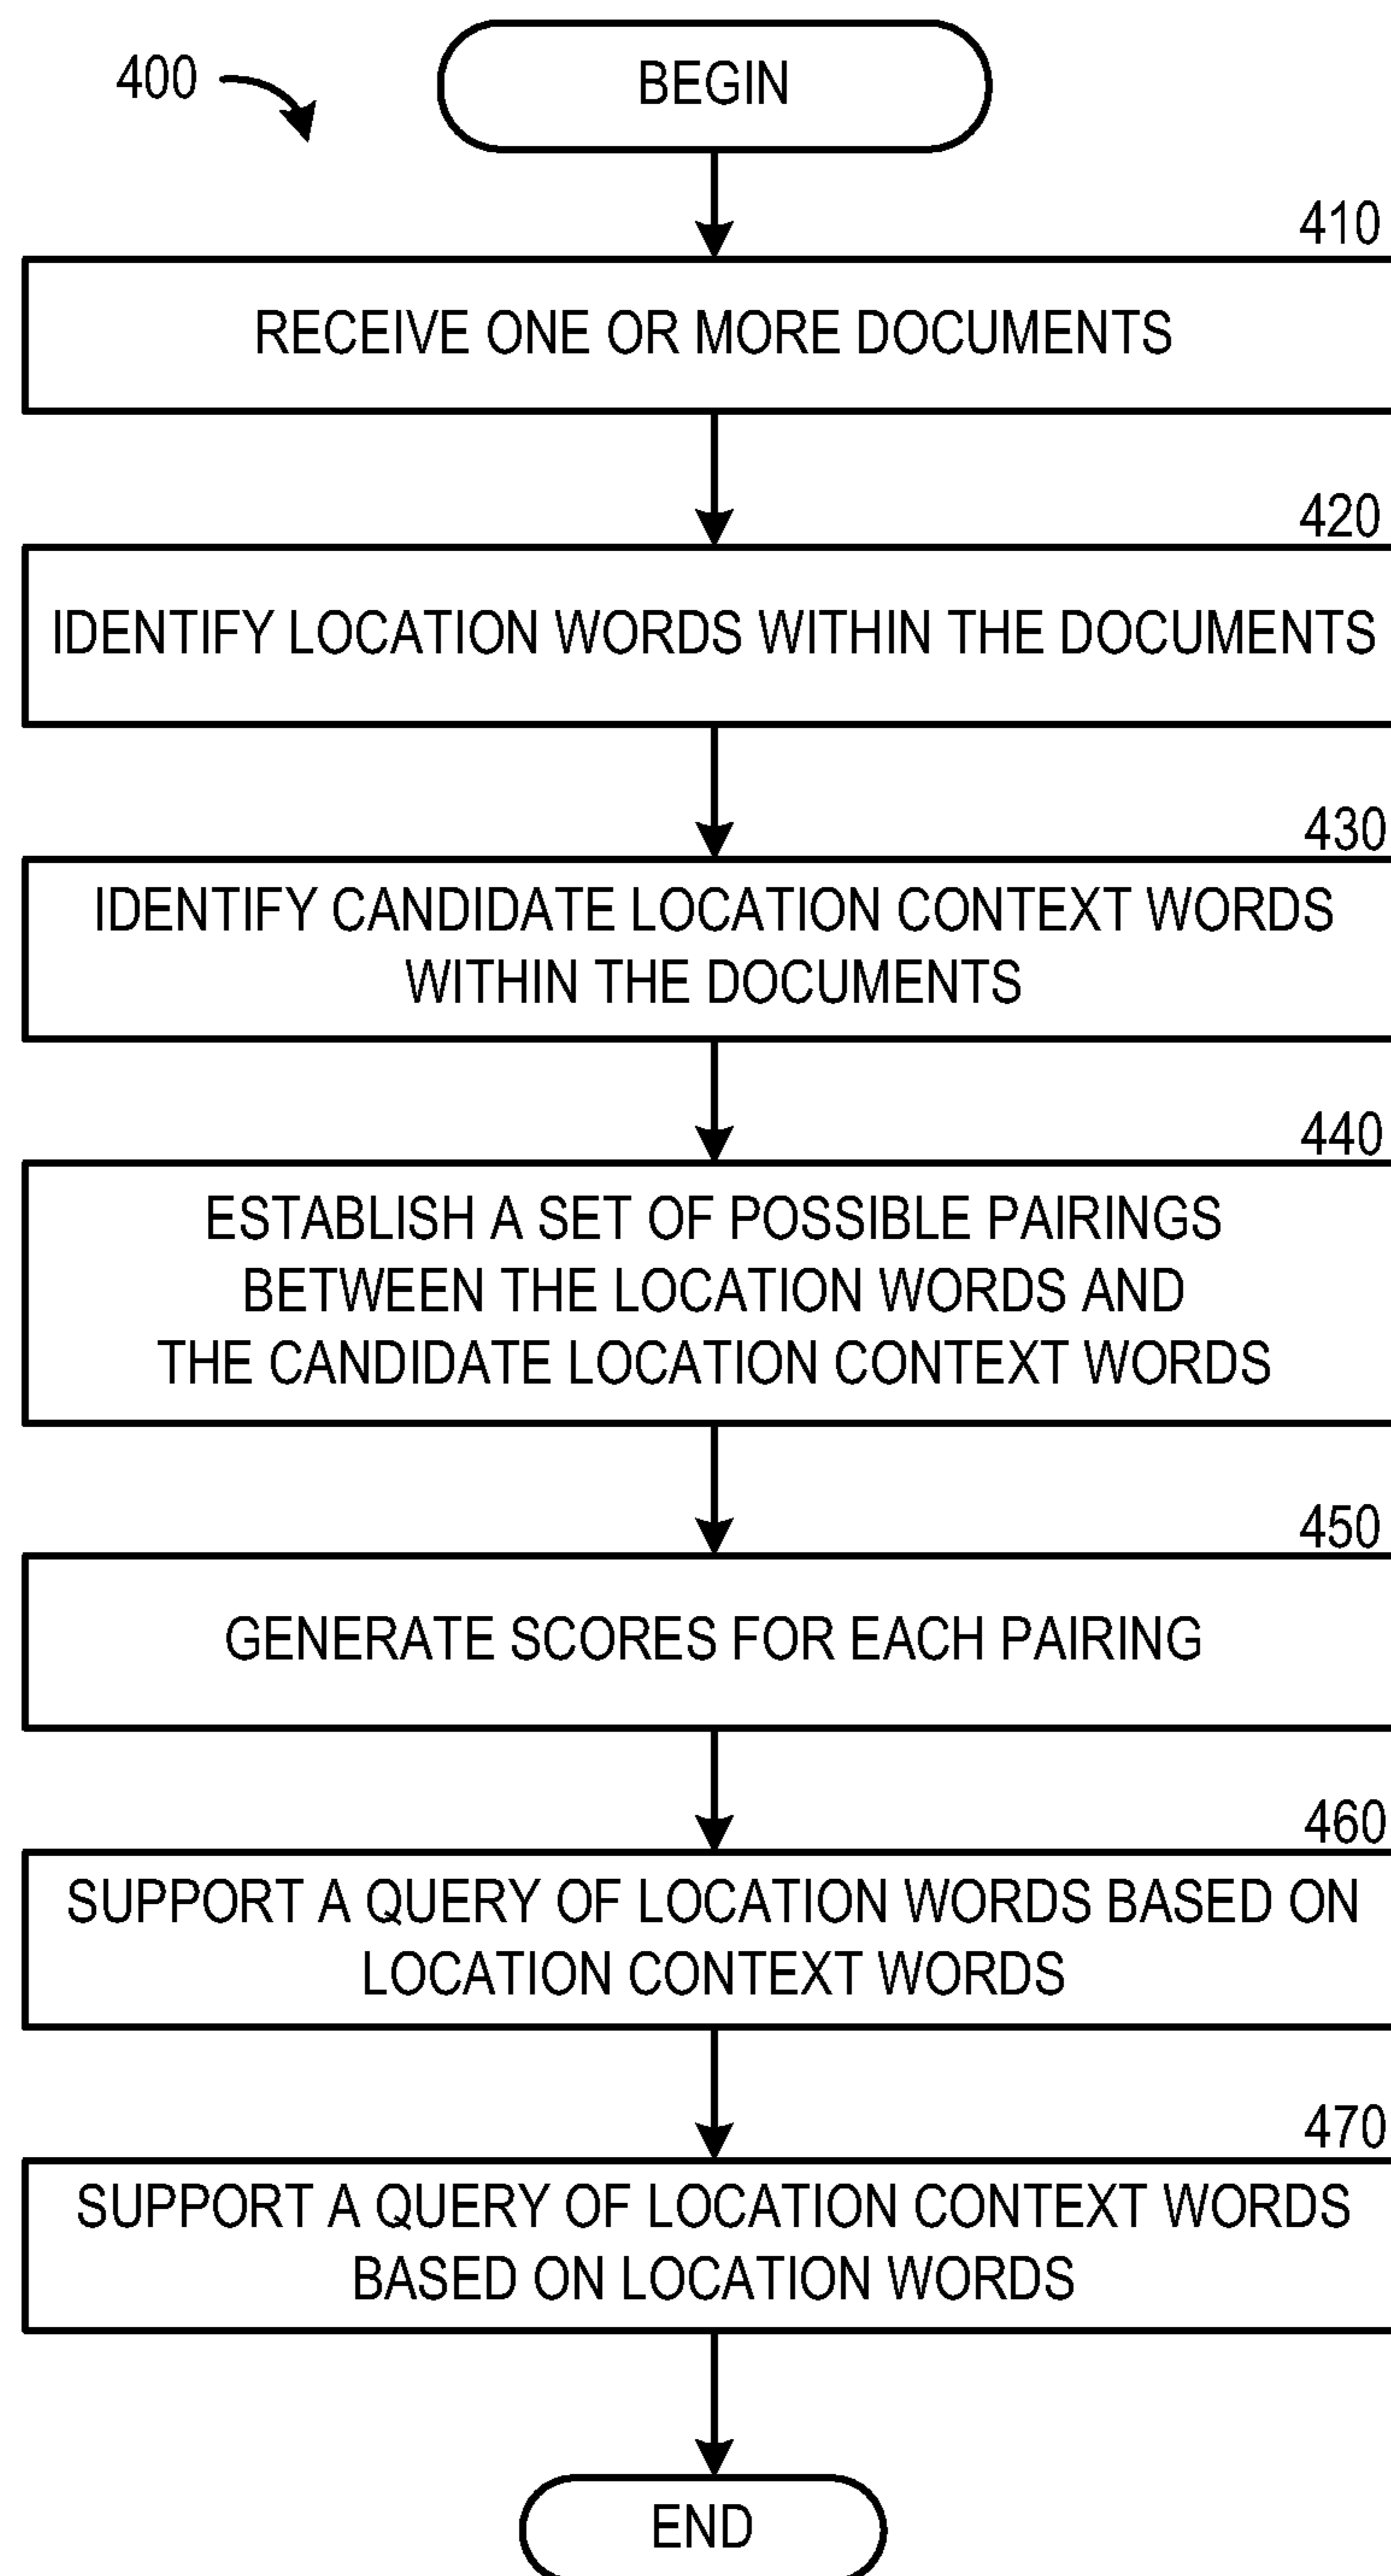 400
BEGIN
410
RECEIVE ONE OR MORE DOCUMENTS
420
IDENTIFY LOCATION WORDS WITHIN THE DOCUMENTS
430
IDENTIFY CANDIDATE LOCATION CONTEXT WORDS
WITHIN THE DOCUMENTS
440
ESTABLISH A SET OF POSSIBLE PAIRINGS
BETWEEN THE LOCATION WORDS AND
THE CANDIDATE LOCATION CONTEXT WORDS
450
GENERATE SCORES FOR EACH PAIRING
460
SUPPORT A QUERY OF LOCATION WORDS BASED ON
LOCATION CONTEXT WORDS
470
SUPPORT A QUERY OF LOCATION CONTEXT WORDS
BASED ON LOCATION WORDS
END